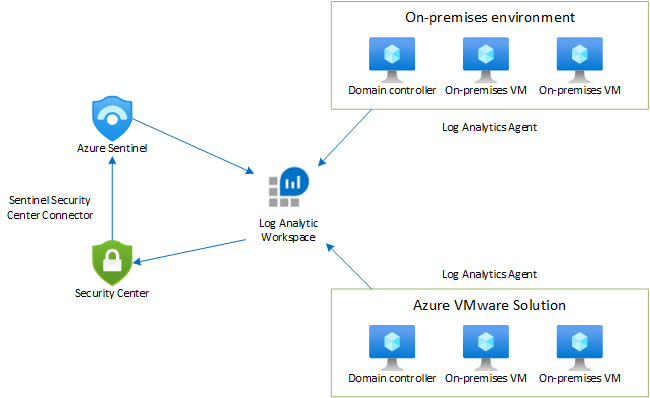 On-premises environment
Domain controller
On-premises VM
On-premises VM
Log Analytics Agent
Azure Sentinel
Sentinel Security
Center Connector
Log Analytic
Workspace
Security Center
Log Analytics Agent
Azure VMware Solution
Domain controller
On-premises VM
On-premises VM